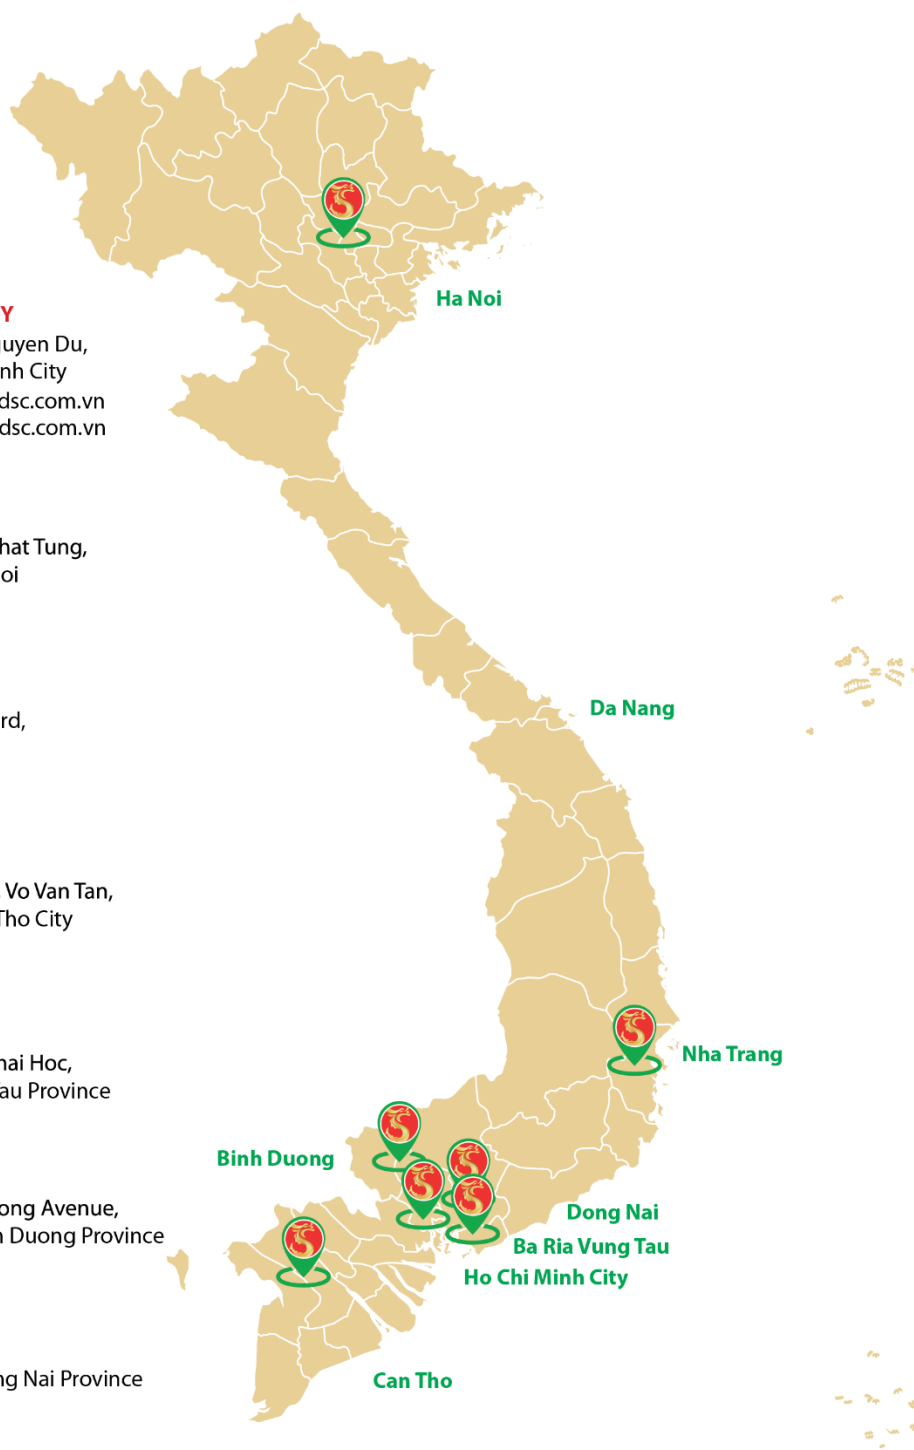 Y
guyen Du,
nh City
dsc.com.vn
dsc.com.vn
hat Tung,
oi
rd,
Vo Van Tan,
Tho City
hai Hoc,
au Province
ong Avenue,
h Duong Province
ng Nai Province
Ha Noi
Da Nang
Nha Trang
Binh Duong
Dong Nai
Ba Ria Vung Tau
Ho Chi Minh City
Can Tho